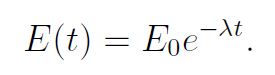 E(t) = E₀e^{−λt}.